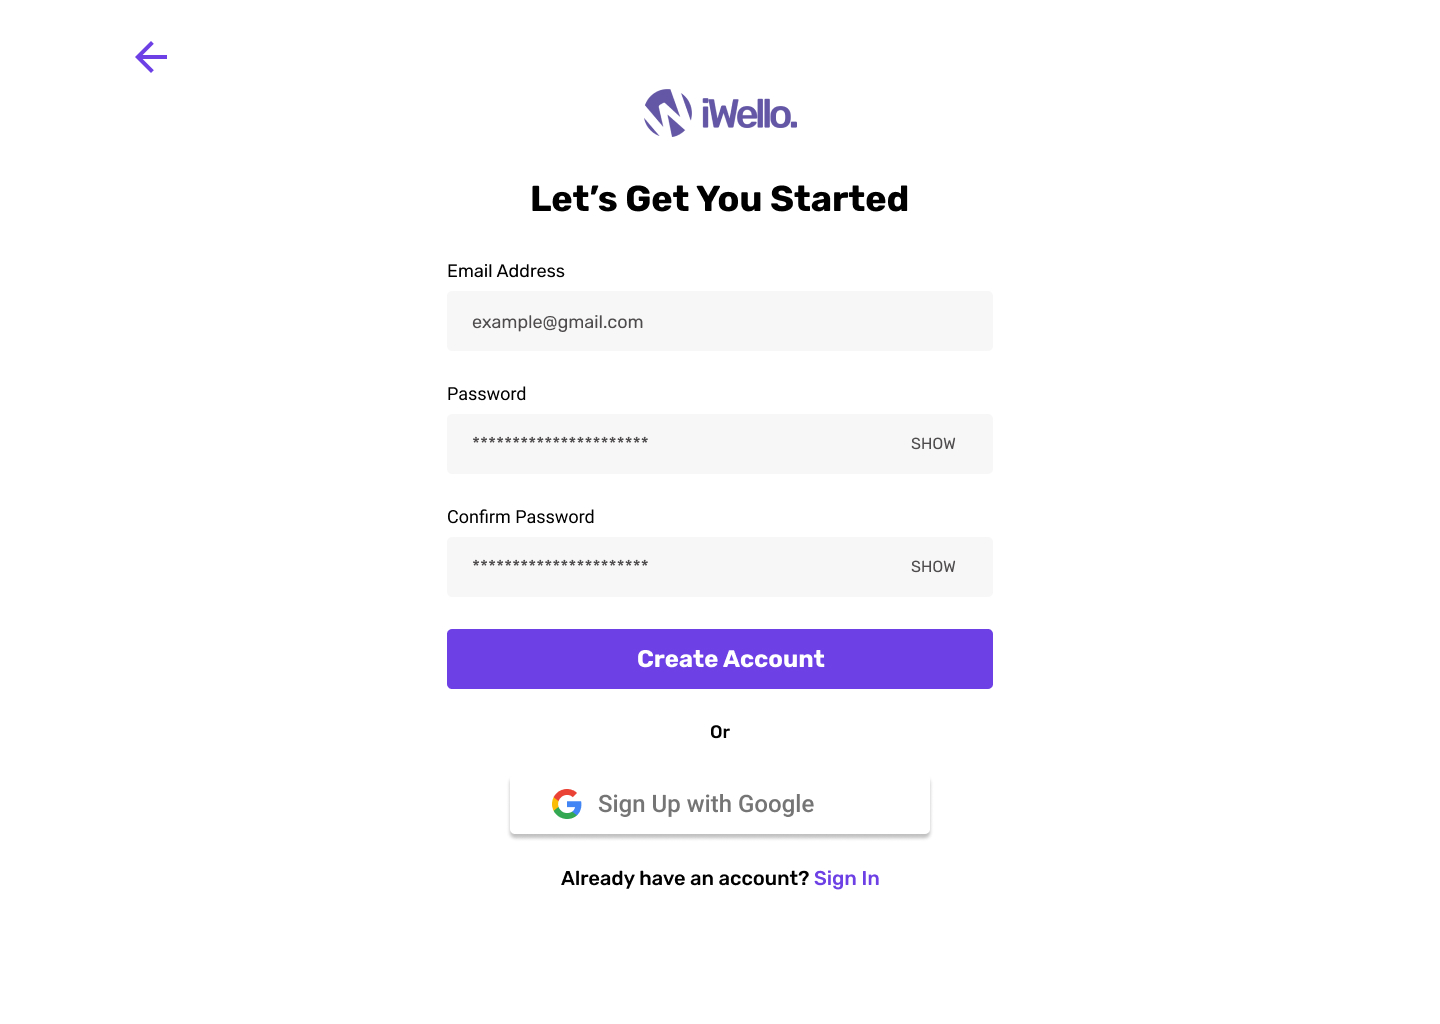 iWello.
Let’s Get You Started
Email Address
example@gmail.com
Password
********************** SHOW
Confirm Password
********************** SHOW
Create Account
Or
Sign Up with Google
Already have an account? Sign In